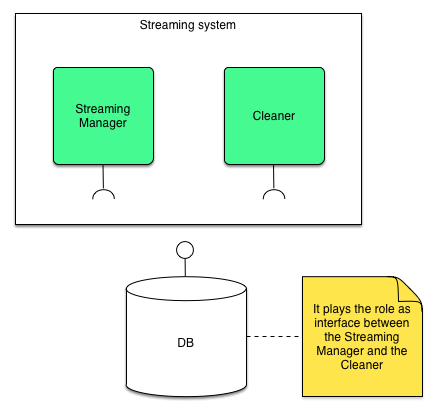 Streaming system
Streaming
Manager
Cleaner
DB
It plays the role as
interface between
the Streaming
Manager and the
Cleaner